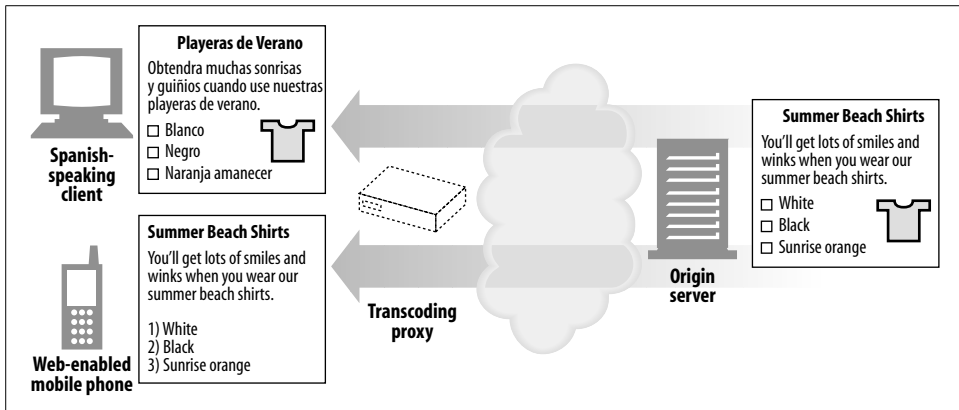 Playeras de Verano
Obtendra muchas sonrisas
y guiñios cuando use nuestras
playeras de verano.
Blanco
Negro
Naranja amanecer
Spanish-
speaking
client
Summer Beach Shirts
You'll get lots of smiles and
winks when you wear our
summer beach shirts.
1) White
2) Black
3) Sunrise orange
Web-enabled
mobile phone
Transcoding
proxy
Origin
server
Summer Beach Shirts
You'll get lots of smiles and
winks when you wear our
summer beach shirts.
White
Black
Sunrise orange